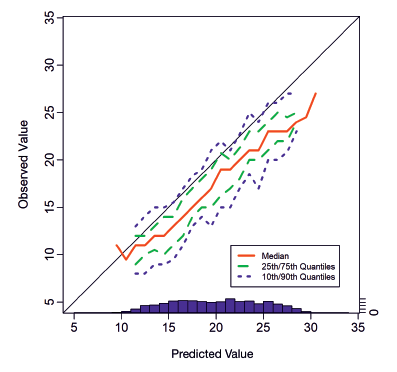 35
30
25
20
15
10
5
Observed Value
Median
25th/75th Quantiles
10th/90th Quantiles
0
5 10 15 20 25 30 35
Predicted Value